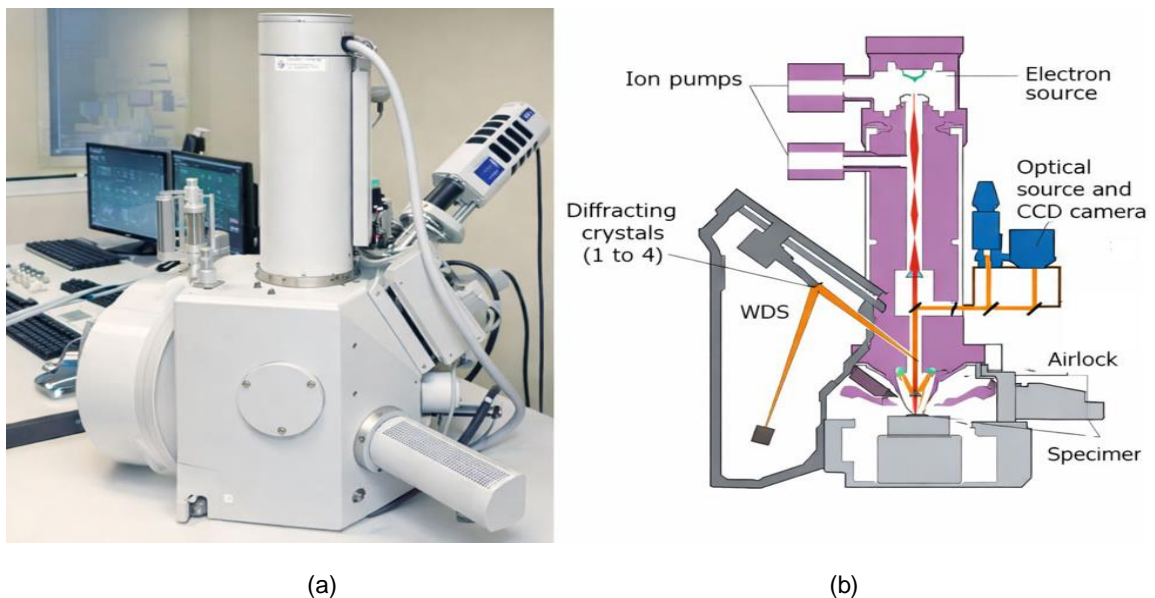 Ion pumps
Electron
source
Optical
source and
CCD camera
Diffracting
crystals
(1 to 4)
WDS
Airlock
Specimer
(a)
(b)